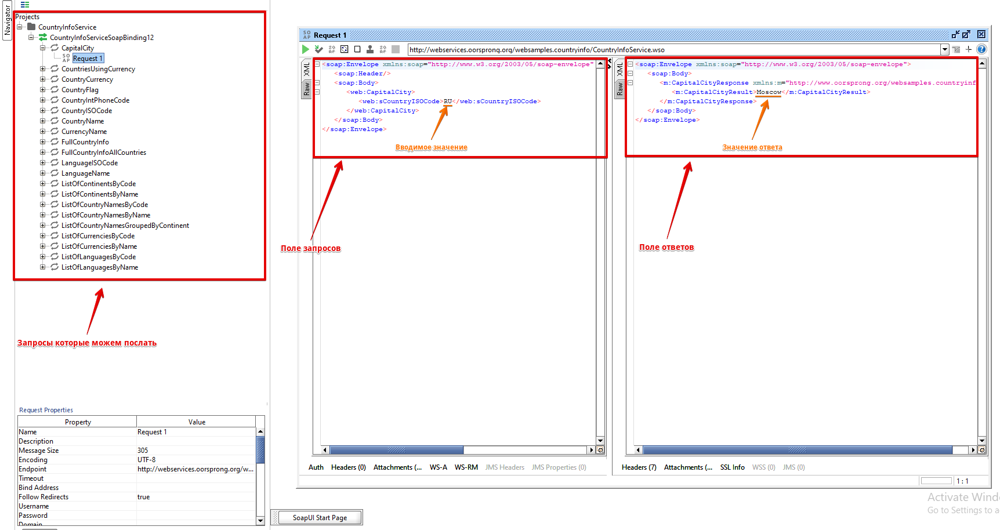 Navigator
Projects
CountryInfoService
CountryInfoServiceSoapBinding12
CapitalCity
SO AP Request 1
CountriesUsingCurrency
CountryCurrency
CountryFlag
CountryIntPhoneCode
CountryISOCode
CountryName
CurrencyName
FullCountryInfo
FullCountryInfoAllCountries
LanguageISOCode
LanguageName
ListOfContinentsByCode
ListOfContinentsByName
ListOfCountryNamesByCode
ListOfCountryNamesByName
ListOfCountryNamesGroupedByContinent
ListOfCurrenciesByCode
ListOfCurrenciesByName
ListOfLanguagesByCode
ListOfLanguagesByName
Запросы которые можем послать
Request Properties
Property Value
Name Request 1
Description
Message Size 305
Encoding UTF-8
Endpoint http://webservices.oorsprong.org/w...
Timeout
Bind Address
Follow Redirects true
Username
Password
Domain
SO AP Request 1
http://webservices.oorsprong.org/websamples.countryinfo/CountryInfoService.wso
XML
Raw
<soap:Envelope xmlns:soap="http://www.w3.org/2003/05/soap-envelope"
<soap:Header/>
<soap:Body>
<web:CapitalCity>
<web:sCountryISOCode>RU</web:sCountryISOCode>
</web:CapitalCity>
</soap:Body>
</soap:Envelope>
Вводимое значение
Поле запросов
Auth Headers (0) Attachments (... WS-A WS-RM JMS Headers JMS Properties (0)
XML
Raw
<soap:Envelope xmlns:soap="http://www.w3.org/2003/05/soap-envelope">
<soap:Body>
<m:CapitalCityResponse xmlns:m="http://www.oorsprong.org/websamples.countryinf
<m:CapitalCityResult>Moscow</m:CapitalCityResult>
</m:CapitalCityResponse>
</soap:Body>
</soap:Envelope>
Значение ответа
Поле ответов
Headers (7) Attachments (... SSL Info WSS (0) JMS (0)
1 : 1
SoapUI Start Page
Activate Wind
Go to Settings to a